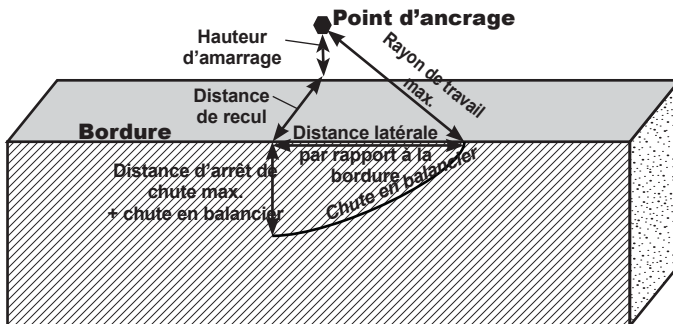 Point d'ancrage
Hauteur
d'amarrage
Rayon de travail
max.
Distance
de recul
Bordure
Distance latérale
par rapport à la
bordure
Distance d'arrêt de
chute max.
+ chute en balancier
Chute en balancier